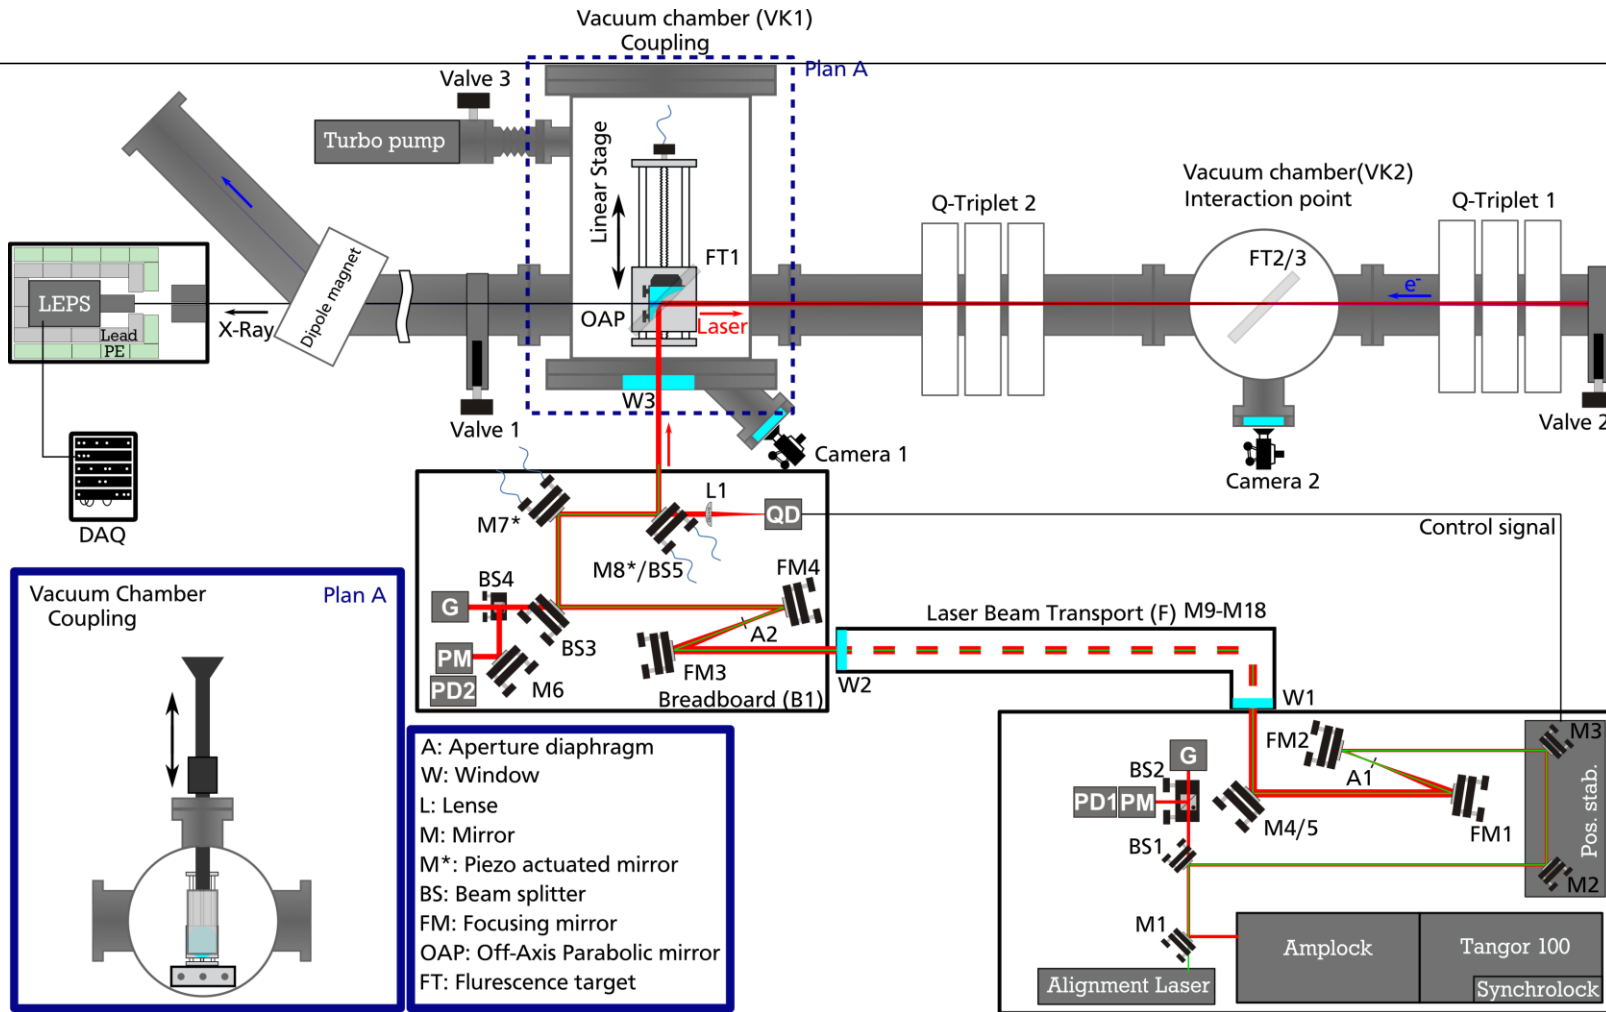 Vacuum chamber (VK1)
Coupling
Plan A
Valve 3
Turbo pump
Linear Stage
FT1
OAP
Laser
W3
Q-Triplet 2
Vacuum chamber(VK2)
Interaction point
FT2/3
Q-Triplet 1
e-
Valve 2
Camera 2
LEPS
Lead
PE
X-Ray
Dipole magnet
Valve 1
Camera 1
DAQ
M7*
L1
QD
Control signal
M8*/BS5
BS4
G
BS3
FM4
A2
FM3
PM
PD2
M6
Breadboard (B1)
Laser Beam Transport (F) M9-M18
W2
W1
Vacuum Chamber
Coupling
Plan A
A: Aperture diaphragm
W: Window
L: Lense
M: Mirror
M*: Piezo actuated mirror
BS: Beam splitter
FM: Focusing mirror
OAP: Off-Axis Parabolic mirror
FT: Flurescence target
G
BS2
PD1
PM
BS1
M1
FM2
A1
M4/5
FM1
M3
Pos. stab.
M2
Amplock
Tangor 100
Synchrolock
Alignment Laser